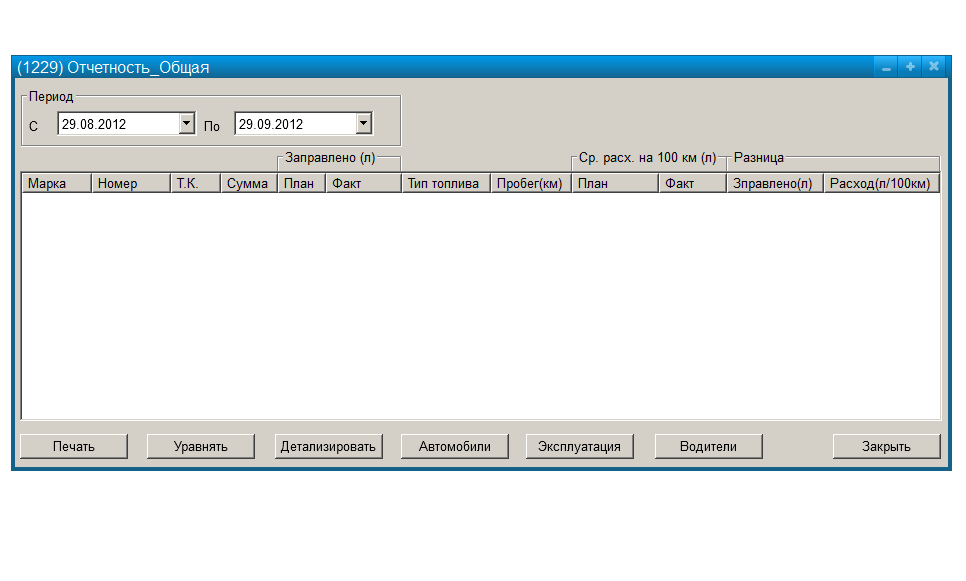 (1229) Отчетность_Общая
Период
С 29.08.2012 По 29.09.2012
Заправлено (л) Ср. расх. на 100 км (л) Разница
Марка Номер Т.К. Сумма План Факт Тип топлива Пробег(км) План Факт Зправлено(л) Расход(л/100км)
Печать Уравнять Детализировать Автомобили Эксплуатация Водители Закрыть